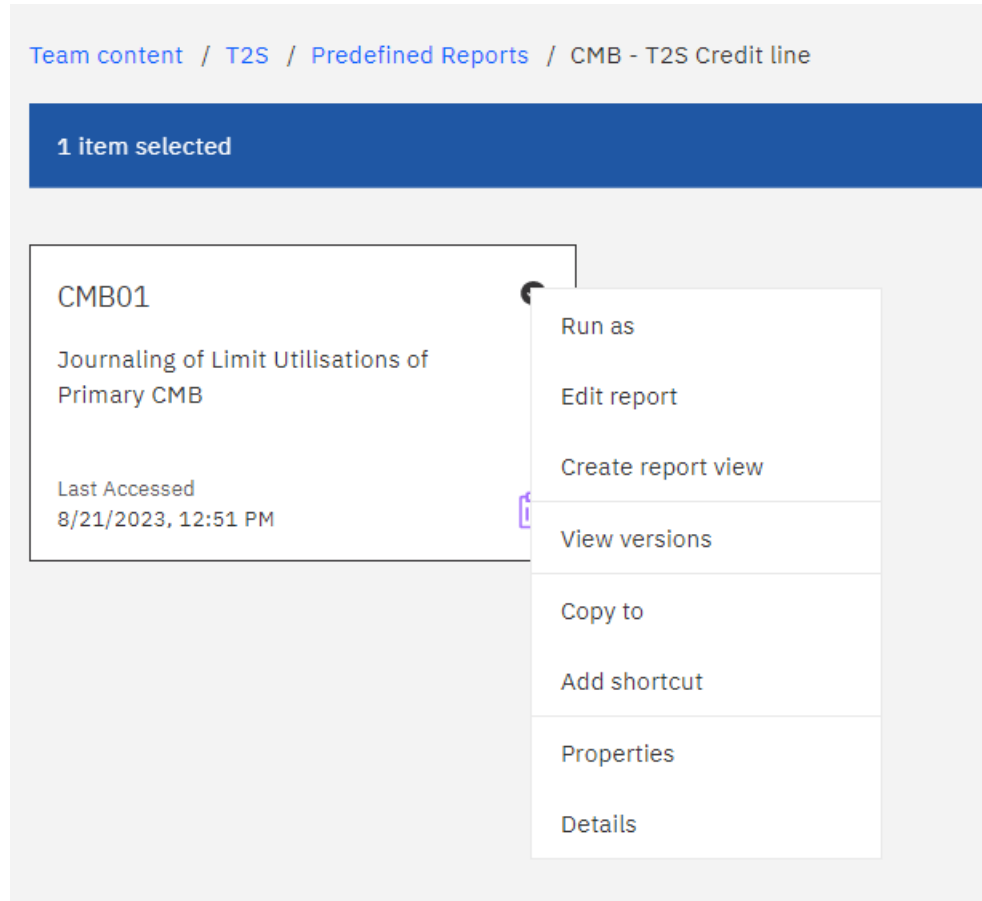 Team content / T2S / Predefined Reports / CMB - T2S Credit line
1 item selected
CMB01
Journaling of Limit Utilisations of
Primary CMB
Last Accessed
8/21/2023, 12:51 PM
Run as
Edit report
Create report view
View versions
Copy to
Add shortcut
Properties
Details